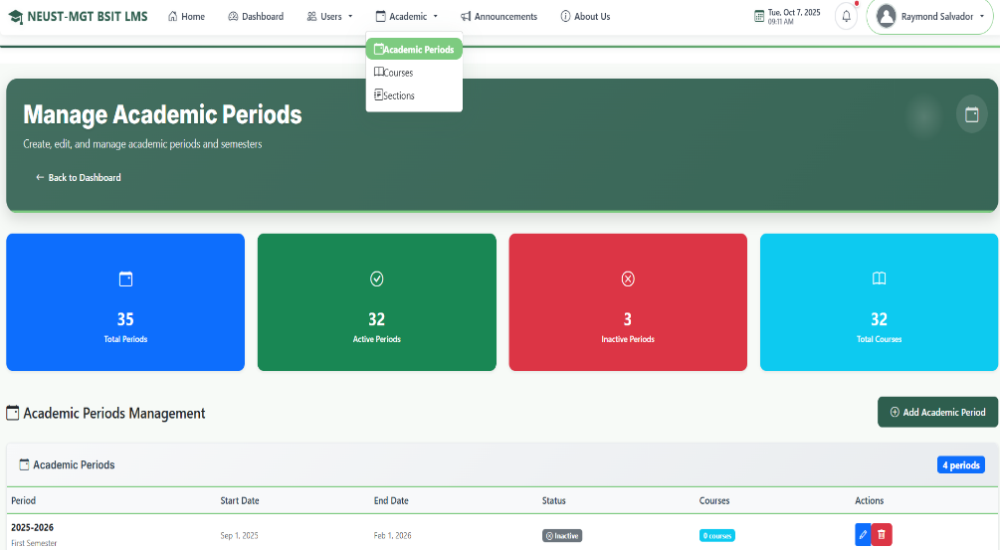 NEUST-MGT BSIT LMS
Home
Dashboard
Users
Academic
Announcements
About Us
Tue, Oct 7, 2025
09:11 AM
Raymond Salvador
Academic Periods
Courses
Sections
Manage Academic Periods
Create, edit, and manage academic periods and semesters
← Back to Dashboard
35
Total Periods
32
Active Periods
3
Inactive Periods
32
Total Courses
Academic Periods Management
Add Academic Period
Academic Periods
4 periods
Period Start Date End Date Status Courses Actions
2025-2026
First Semester
Sep 1, 2025
Feb 1, 2026
Inactive
0 courses